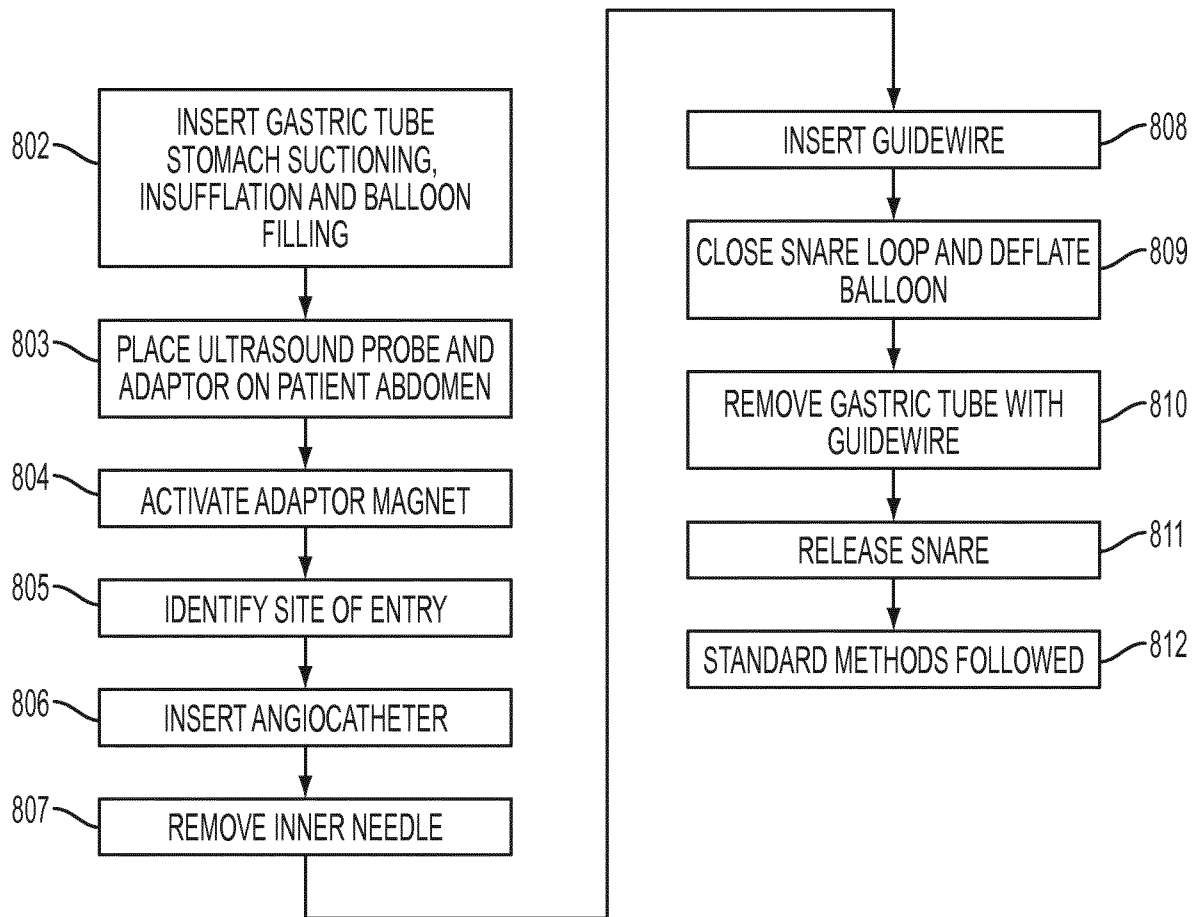 802
INSERT GASTRIC TUBE
STOMACH SUCTIONING,
INSUFFLATION AND BALLOON
FILLING
803
PLACE ULTRASOUND PROBE AND
ADAPTOR ON PATIENT ABDOMEN
804
ACTIVATE ADAPTOR MAGNET
805
IDENTIFY SITE OF ENTRY
806
INSERT ANGIOCATHETER
807
REMOVE INNER NEEDLE
INSERT GUIDEWIRE
808
CLOSE SNARE LOOP AND DEFLATE
BALLOON
809
REMOVE GASTRIC TUBE WITH
GUIDEWIRE
810
RELEASE SNARE
811
STANDARD METHODS FOLLOWED
812